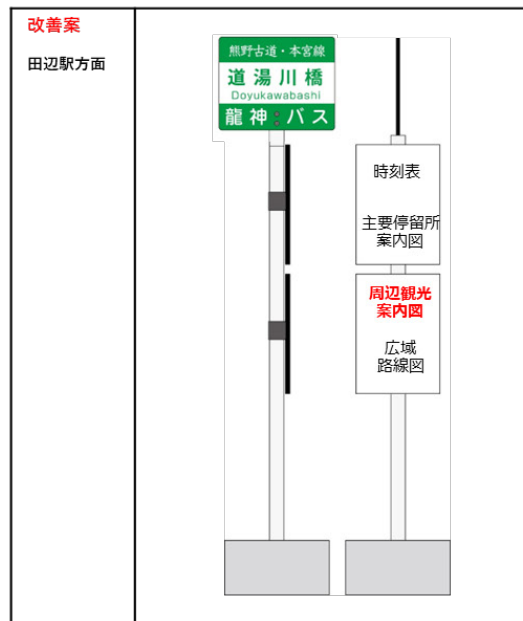 改善案
田辺駅方面
熊野古道・本宮線
道湯川橋
Doyukawabashi
龍神:バス
時刻表
主要停留所
案内図
周辺観光
案内図
広域
路線図